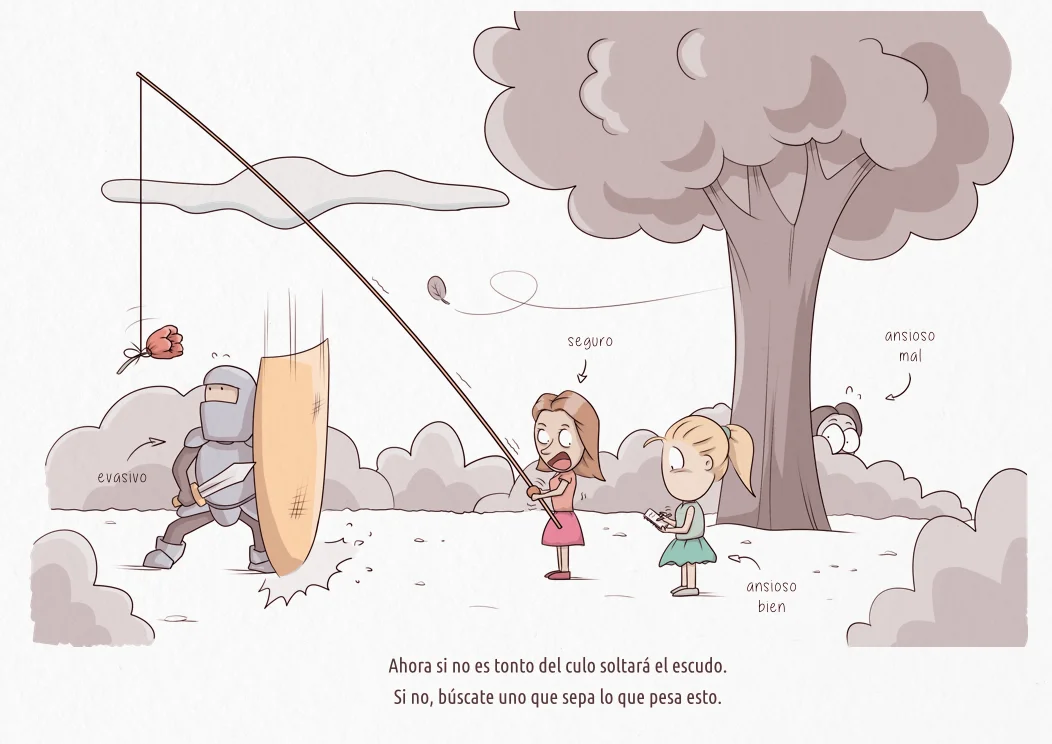 seguro
ansioso
mal
evasivo
ansioso
bien
Ahora si no es tonto del culo soltará el escudo.
Si no, búscate uno que sepa lo que pesa esto.